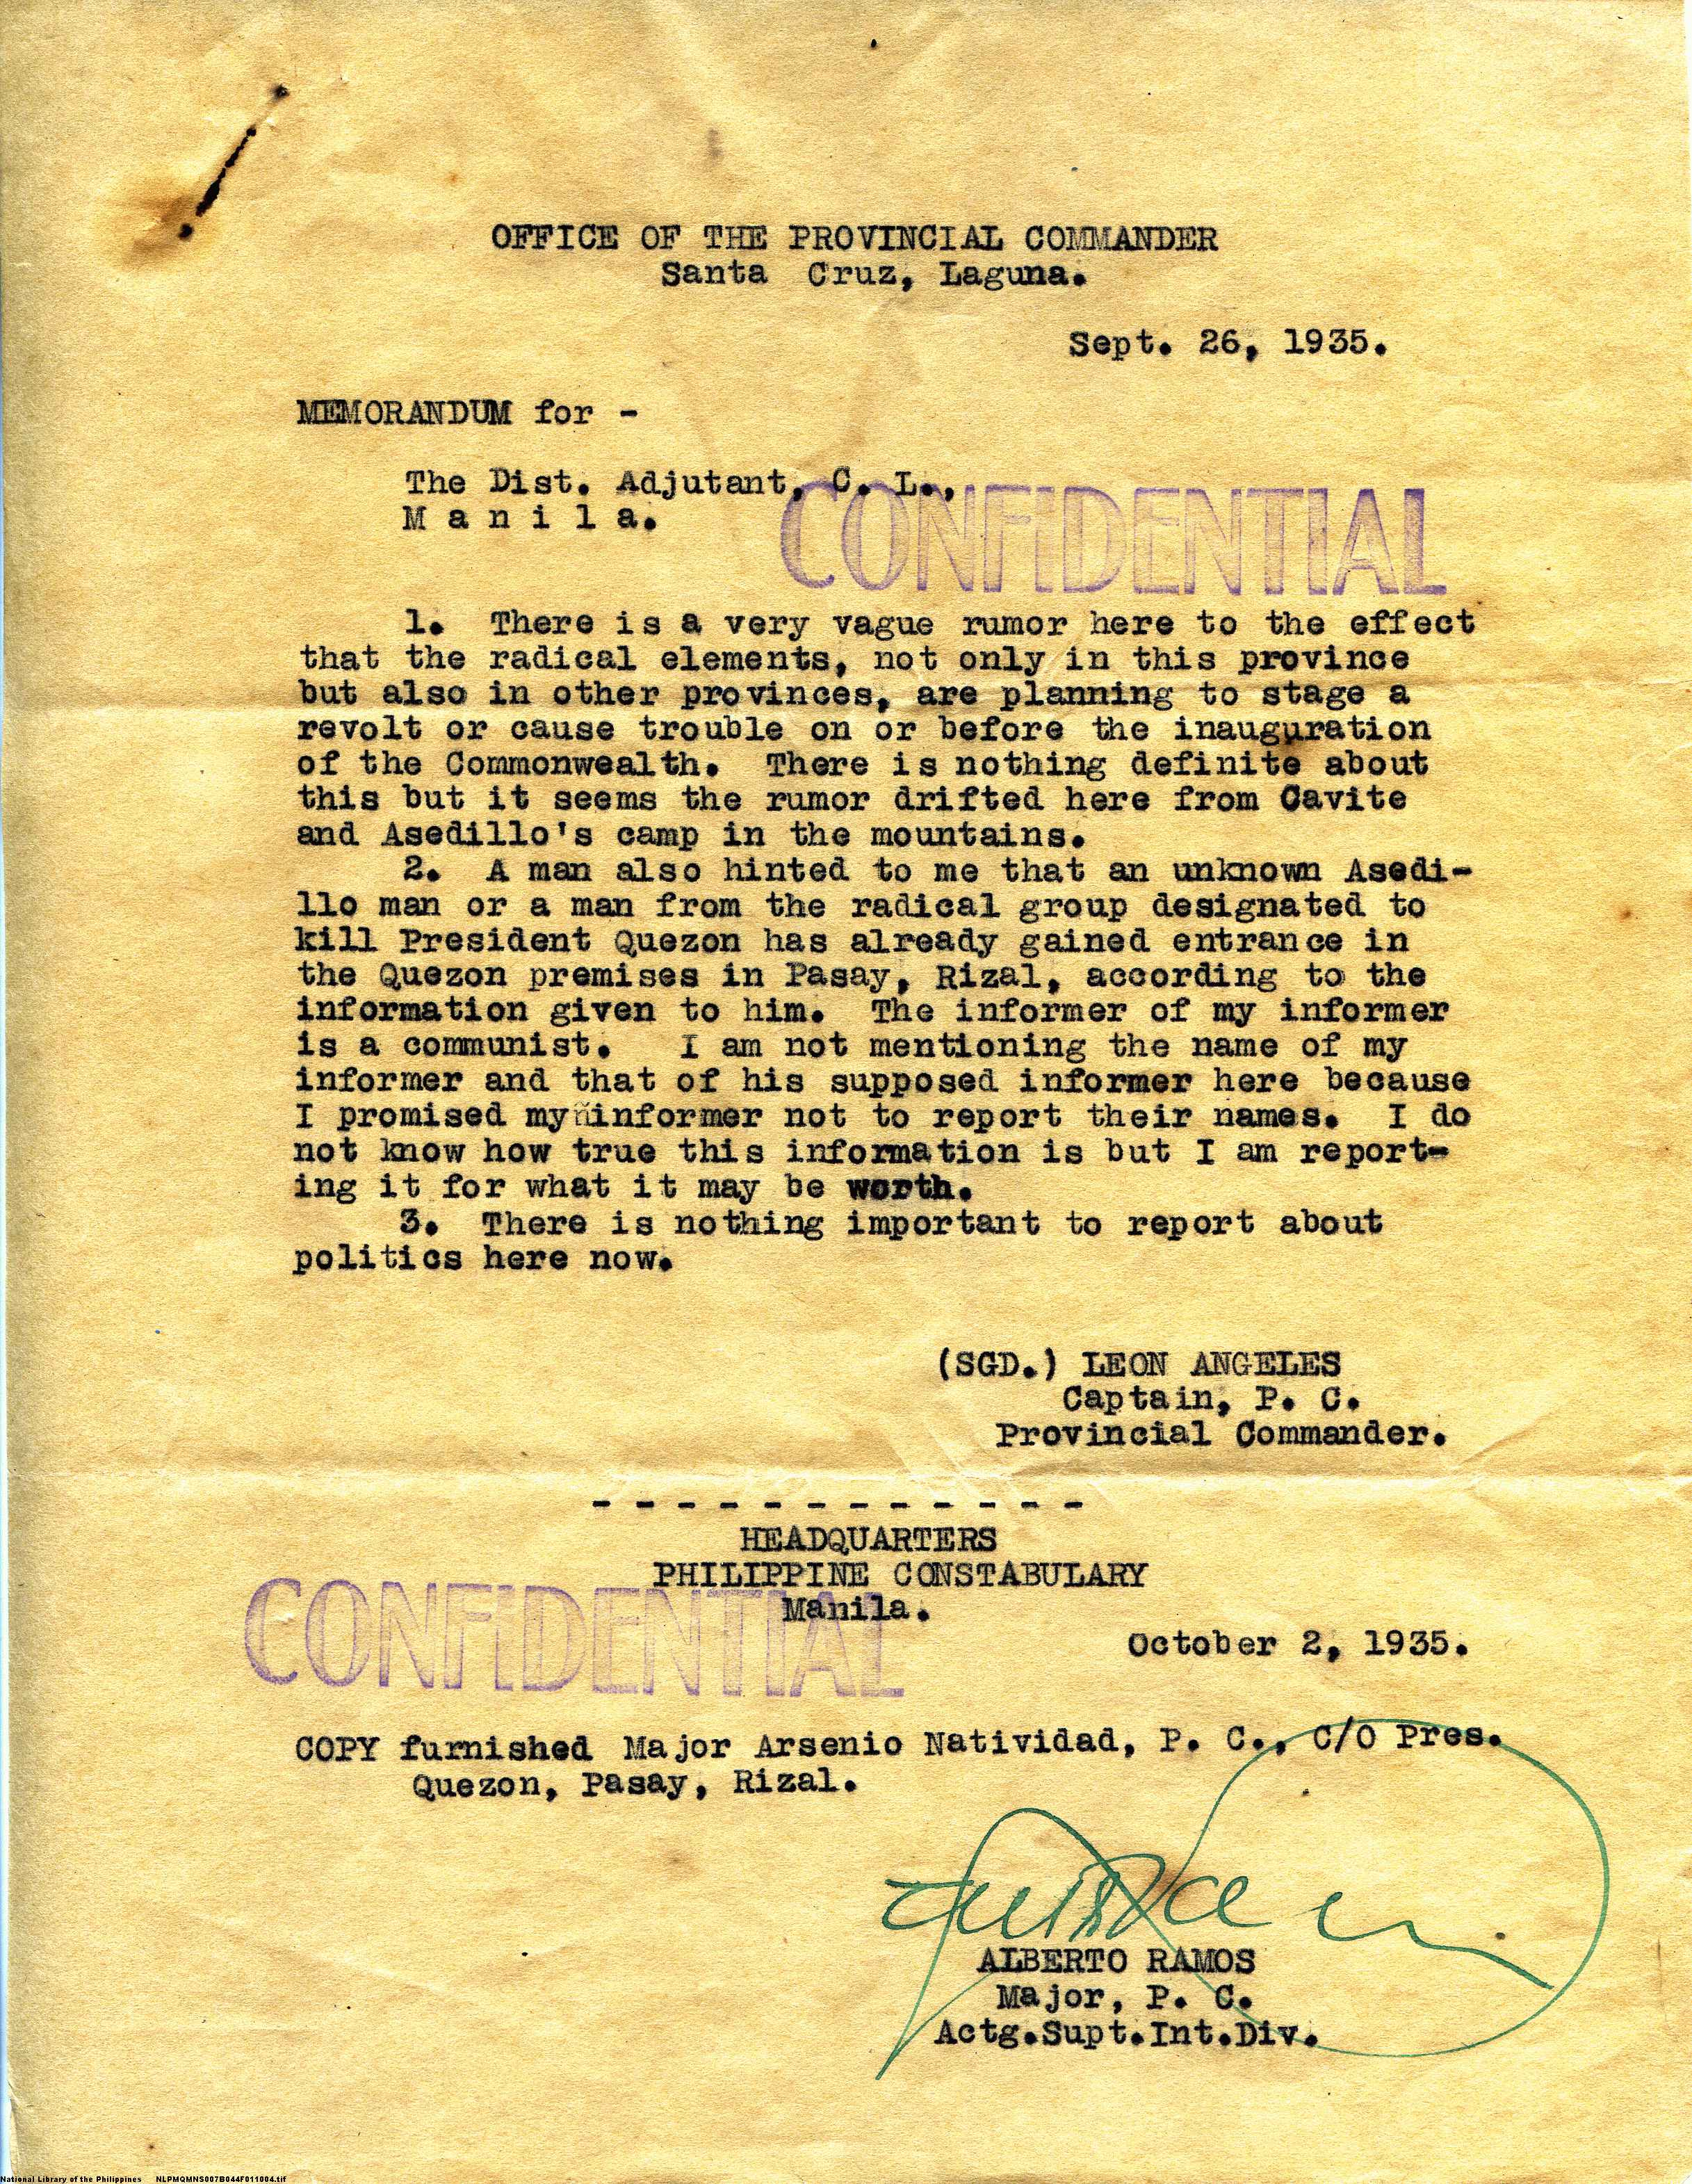 OFFICE OF THE PROVINCIAL COMMANDER
Santa Cruz, Laguna.
Sept. 26, 1935.
MEMORANDUM for -
The Dist. Adjutant, C. L.,
M a n i l a.
CONFIDENTIAL
1. There is a very vague rumor here to the effect
that the radical elements, not only in this province
but also in other provinces, are planning to stage a
revolt or cause trouble on or before the inauguration
of the Commonwealth. There is nothing definite about
this but it seems the rumor drifted here from Cavite
and Asedillo's camp in the mountains.
2. A man also hinted to me that an unknown Asedi-
llo man or a man from the radical group designated to
kill President Quezon has already gained entrance in
the Quezon premises in Pasay, Rizal, according to the
information given to him. The informer of my informer
is a communist. I am not mentioning the name of my
informer and that of his supposed informer here because
I promised my informer not to report their names. I do
not know how true this information is but I am report-
ing it for what it may be worth.
3. There is nothing important to report about
politics here now.
(SGD.) LEON ANGELES
Captain, P. C.
Provincial Commander.
- - - - - - - - - - - -
HEADQUARTERS
PHILIPPINE CONSTABULARY
Manila.
CONFIDENTIAL
October 2, 1935.
COPY furnished Major Arsenio Natividad, P. C., C/O Pres.
Quezon, Pasay, Rizal.
ALBERTO RAMOS
Major, P. C.
Actg.Supt.Int.Div.
National Library of the Philippines NLPMQMNS007B044F011004.tif